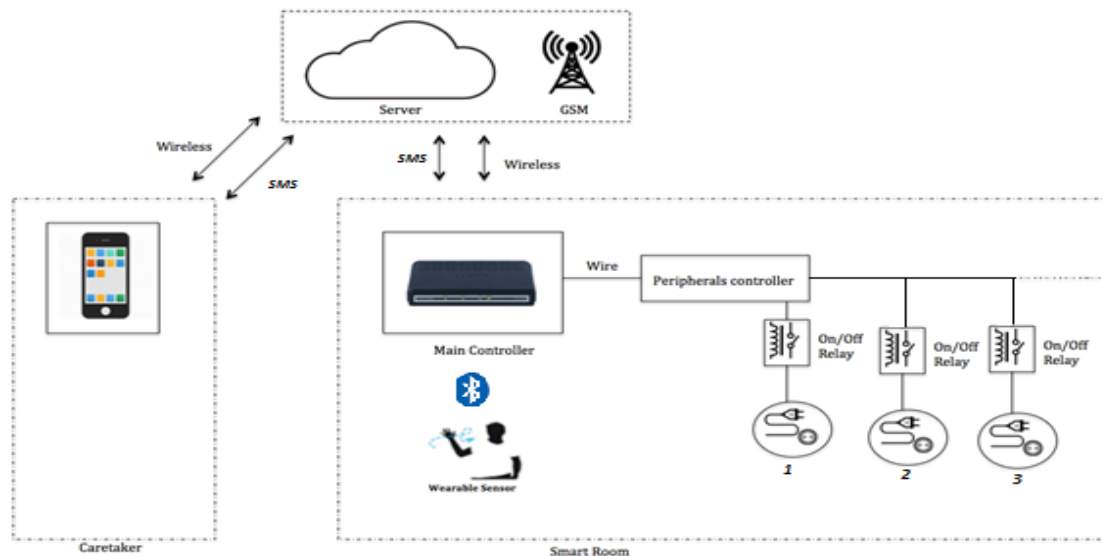 Server
GSM
Wireless
SMS
SMS
Wireless
Wire
Peripherals controller
Main Controller
On/Off
Relay
On/Off
Relay
On/Off
Relay
Wearable Sensor
1
2
3
Caretaker
Smart Room